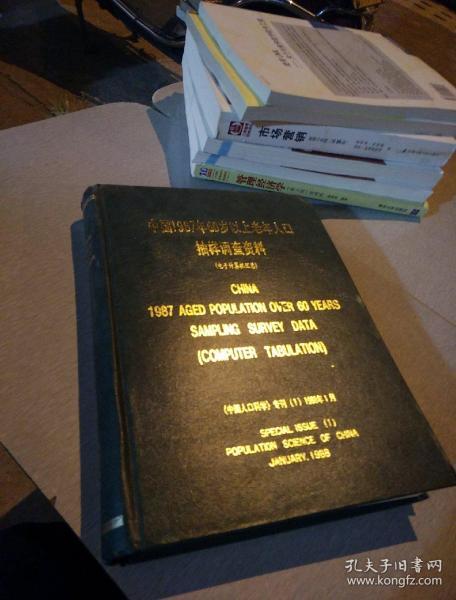 市场营销
管理经济学
中国1987年60岁以上老年人口
抽样调查资料
(电子计算机汇总)
CHINA
1987 AGED POPULATION OVER 60 YEARS
SAMPLING SURVEY DATA
(COMPUTER TABULATION)
《中国人口科学》专刊(1) 1988年1月
SPECIAL ISSUE (1)
POPULATION SCIENCE OF CHINA
JANUARY, 1988
孔夫子旧书网
www.kongfz.com